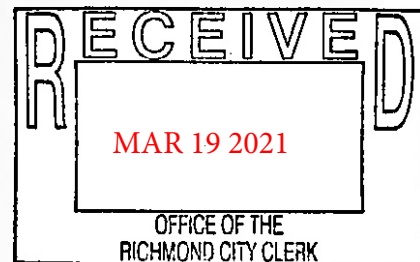 RECEIVED
MAR 19 2021
OFFICE OF THE
RICHMOND CITY CLERK